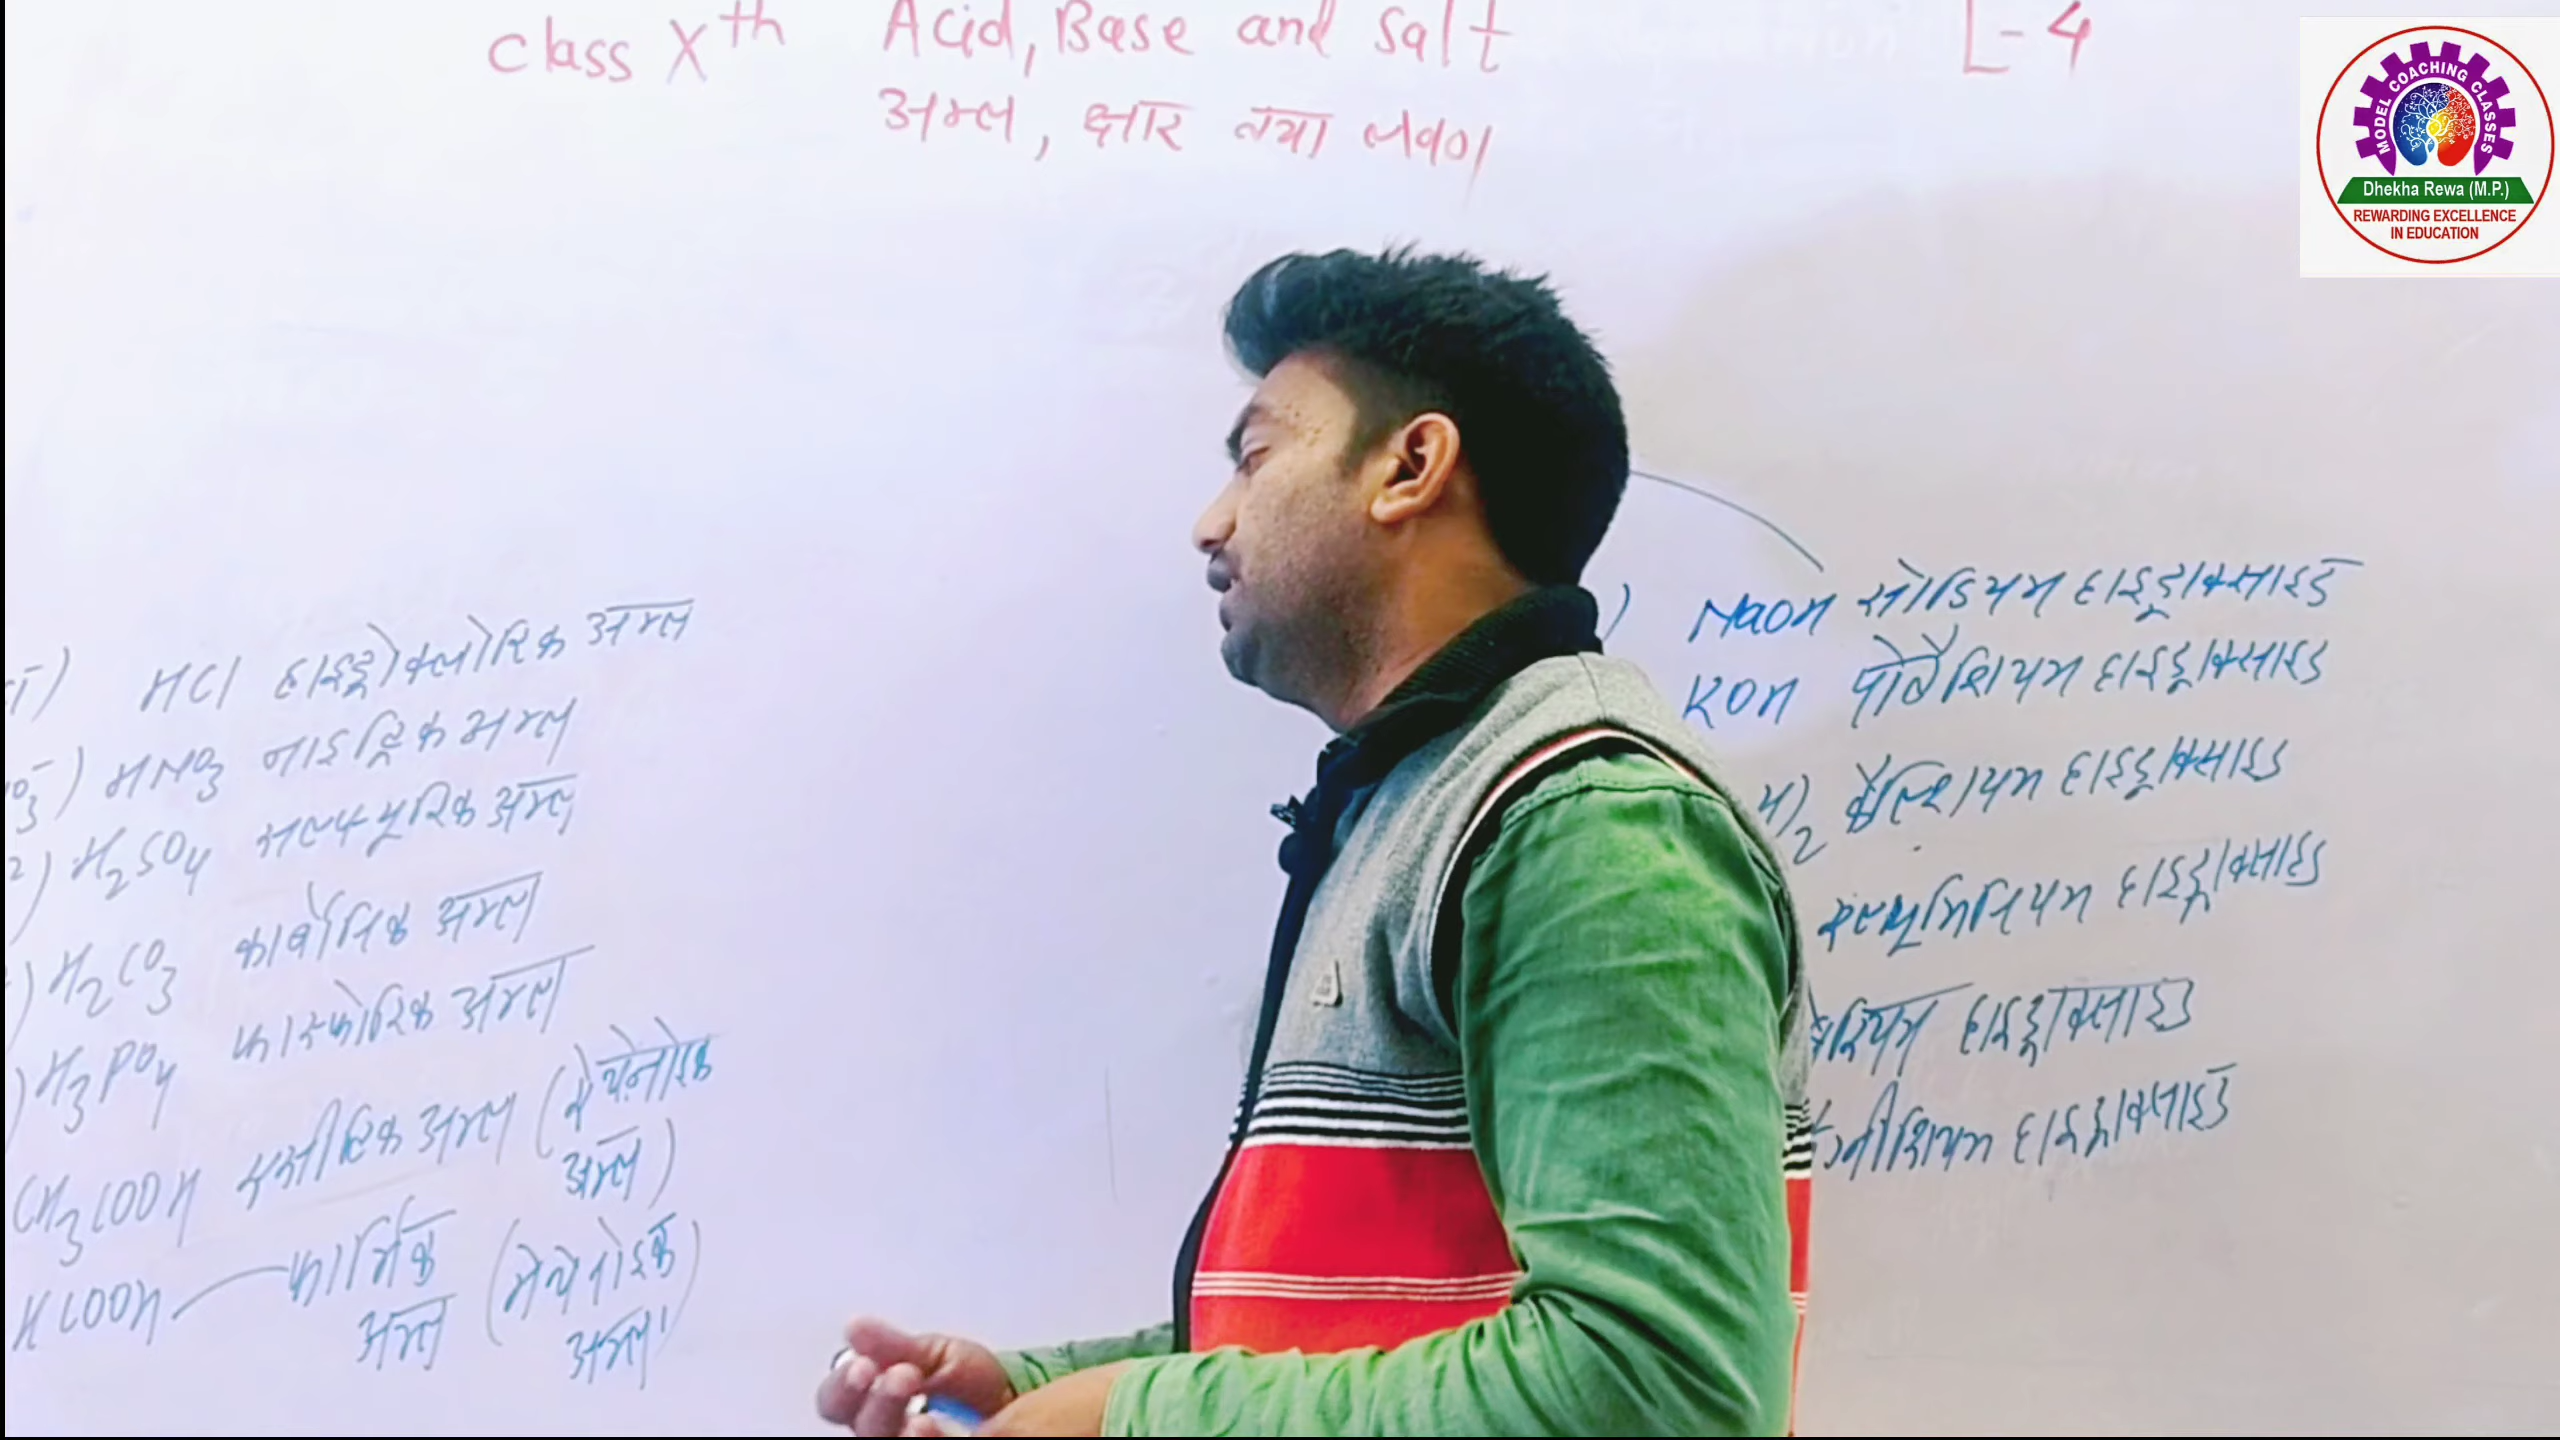 class Xth Acid, Base and Salt L-4
अम्ल, क्षार तथा लवण
MODEL COACHING CLASSES
Dhekha Rewa (M.P.)
REWARDING EXCELLENCE
IN EDUCATION
HCl हाइड्रोक्लोरिक अम्ल
HNO3 नाइट्रिक अम्ल
H2SO4 सल्फ्यूरिक अम्ल
H2CO3 कार्बोनिक अम्ल
H3PO4 फास्फोरिक अम्ल
CH3COOH एसीटिक अम्ल (मेथेनोइक
अम्ल)
HCOOH फार्मिक (मेथेनोइक)
अम्ल अम्ल
NaOH सोडियम हाइड्राक्साइड
KOH पोटैशियम हाइड्राक्साइड
H)2 कैल्शियम हाइड्राक्साइड
एल्युमिनियम हाइड्राक्साइड
हाइड्राक्साइड
हाइड्राक्साइड